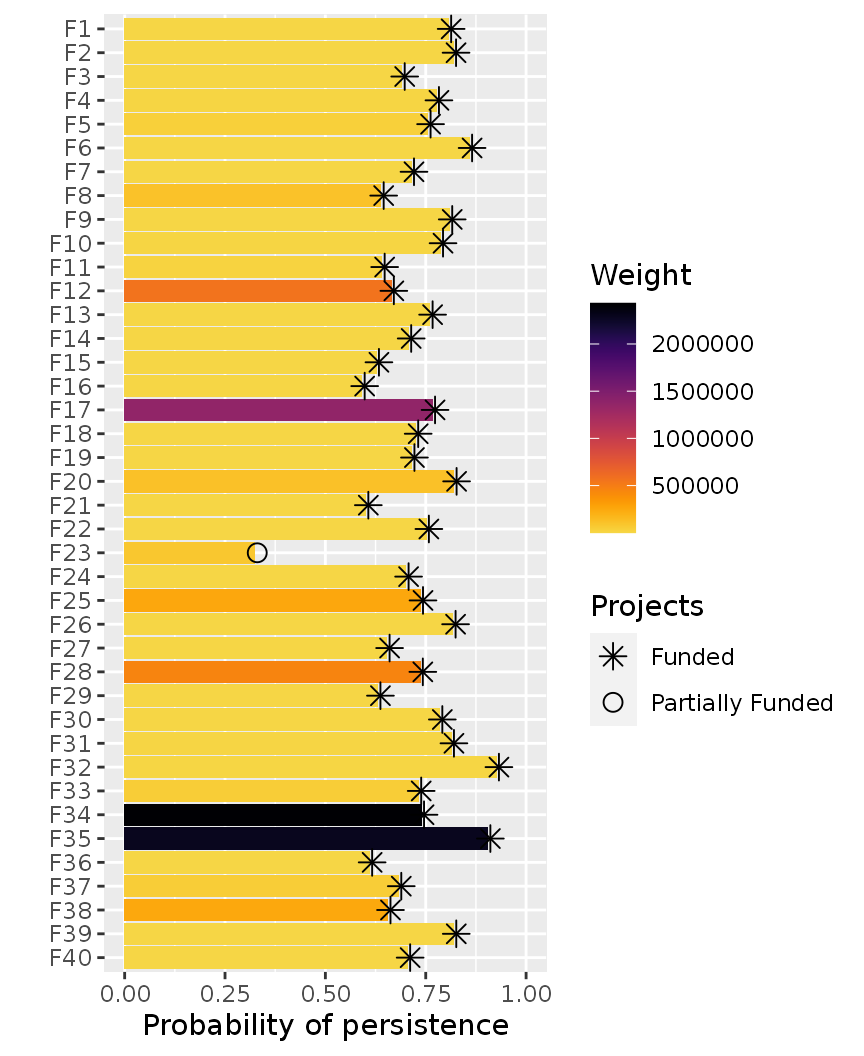 F1
F2
F3
F4
F5
F6
F7
F8
F9
F10
F11
F12
F13
F14
F15
F16
F17
F18
F19
F20
F21
F22
F23
F24
F25
F26
F27
F28
F29
F30
F31
F32
F33
F34
F35
F36
F37
F38
F39
F40
0.00 0.25 0.50 0.75 1.00
Probability of persistence
Weight
2000000
1500000
1000000
500000
Projects
Funded
Partially Funded